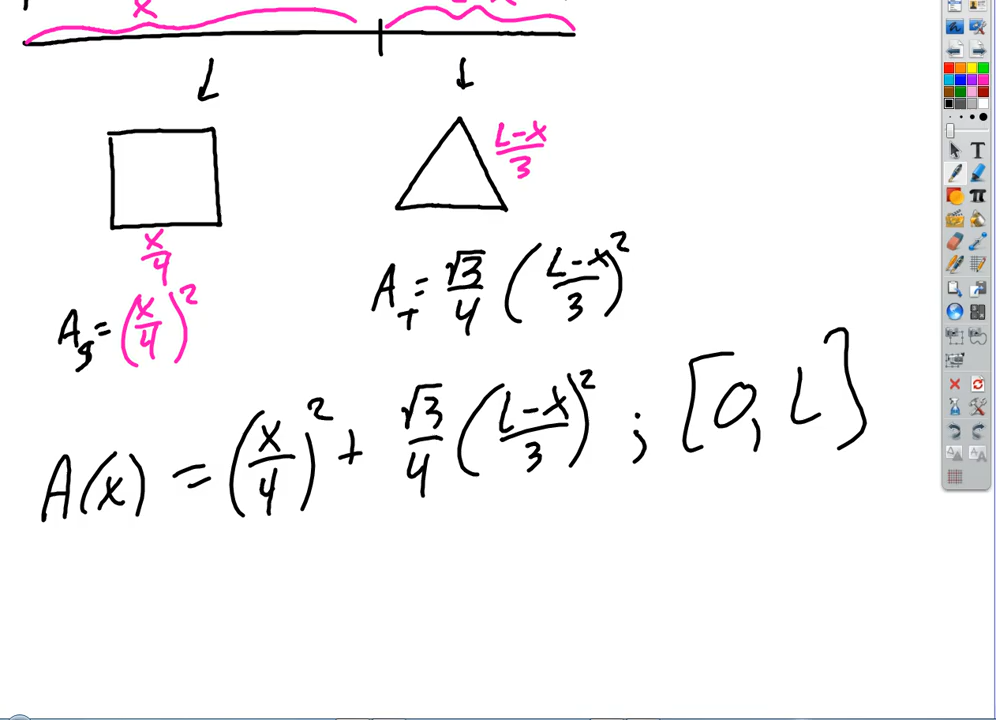 x
L-x
L-x/3
x/4
A_T = √3/4 (L-x/3)²
A_S = (x/4)²
A(x) = (x/4)² + √3/4 (L-x/3)² ; [0, L]